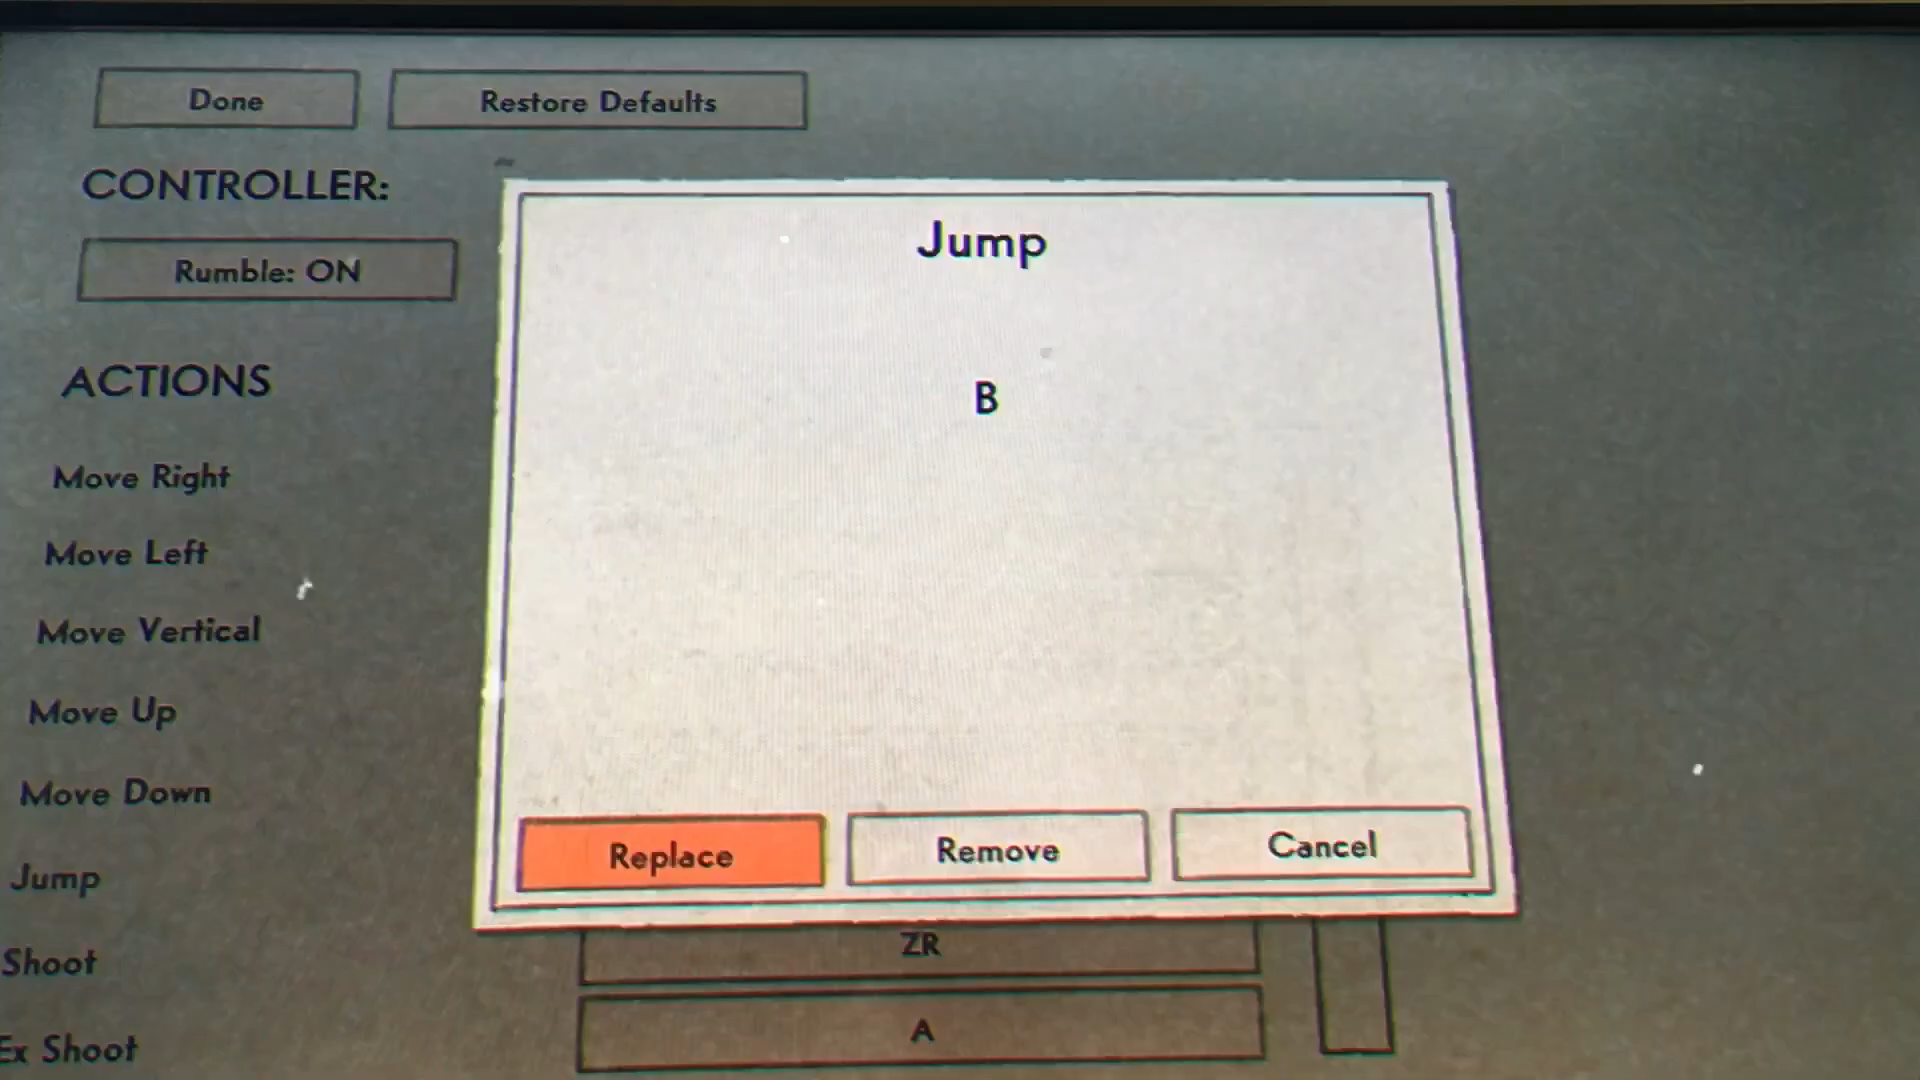 Done
Restore Defaults
CONTROLLER:
Rumble: ON
ACTIONS
Move Right
Move Left
Move Vertical
Move Up
Move Down
Jump
Shoot
Ex Shoot
Jump
B
Replace
Remove
Cancel
ZR
A